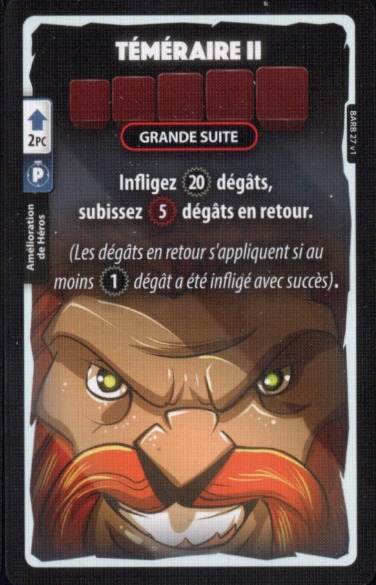 TÉMÉRAIRE II
GRANDE SUITE
2PC
P
Amélioration
de Héros
BARB 27 v1
Infligez 20 dégâts,
subissez 5 dégâts en retour.
(Les dégâts en retour s'appliquent si au
moins 1 dégât a été infligé avec succès).